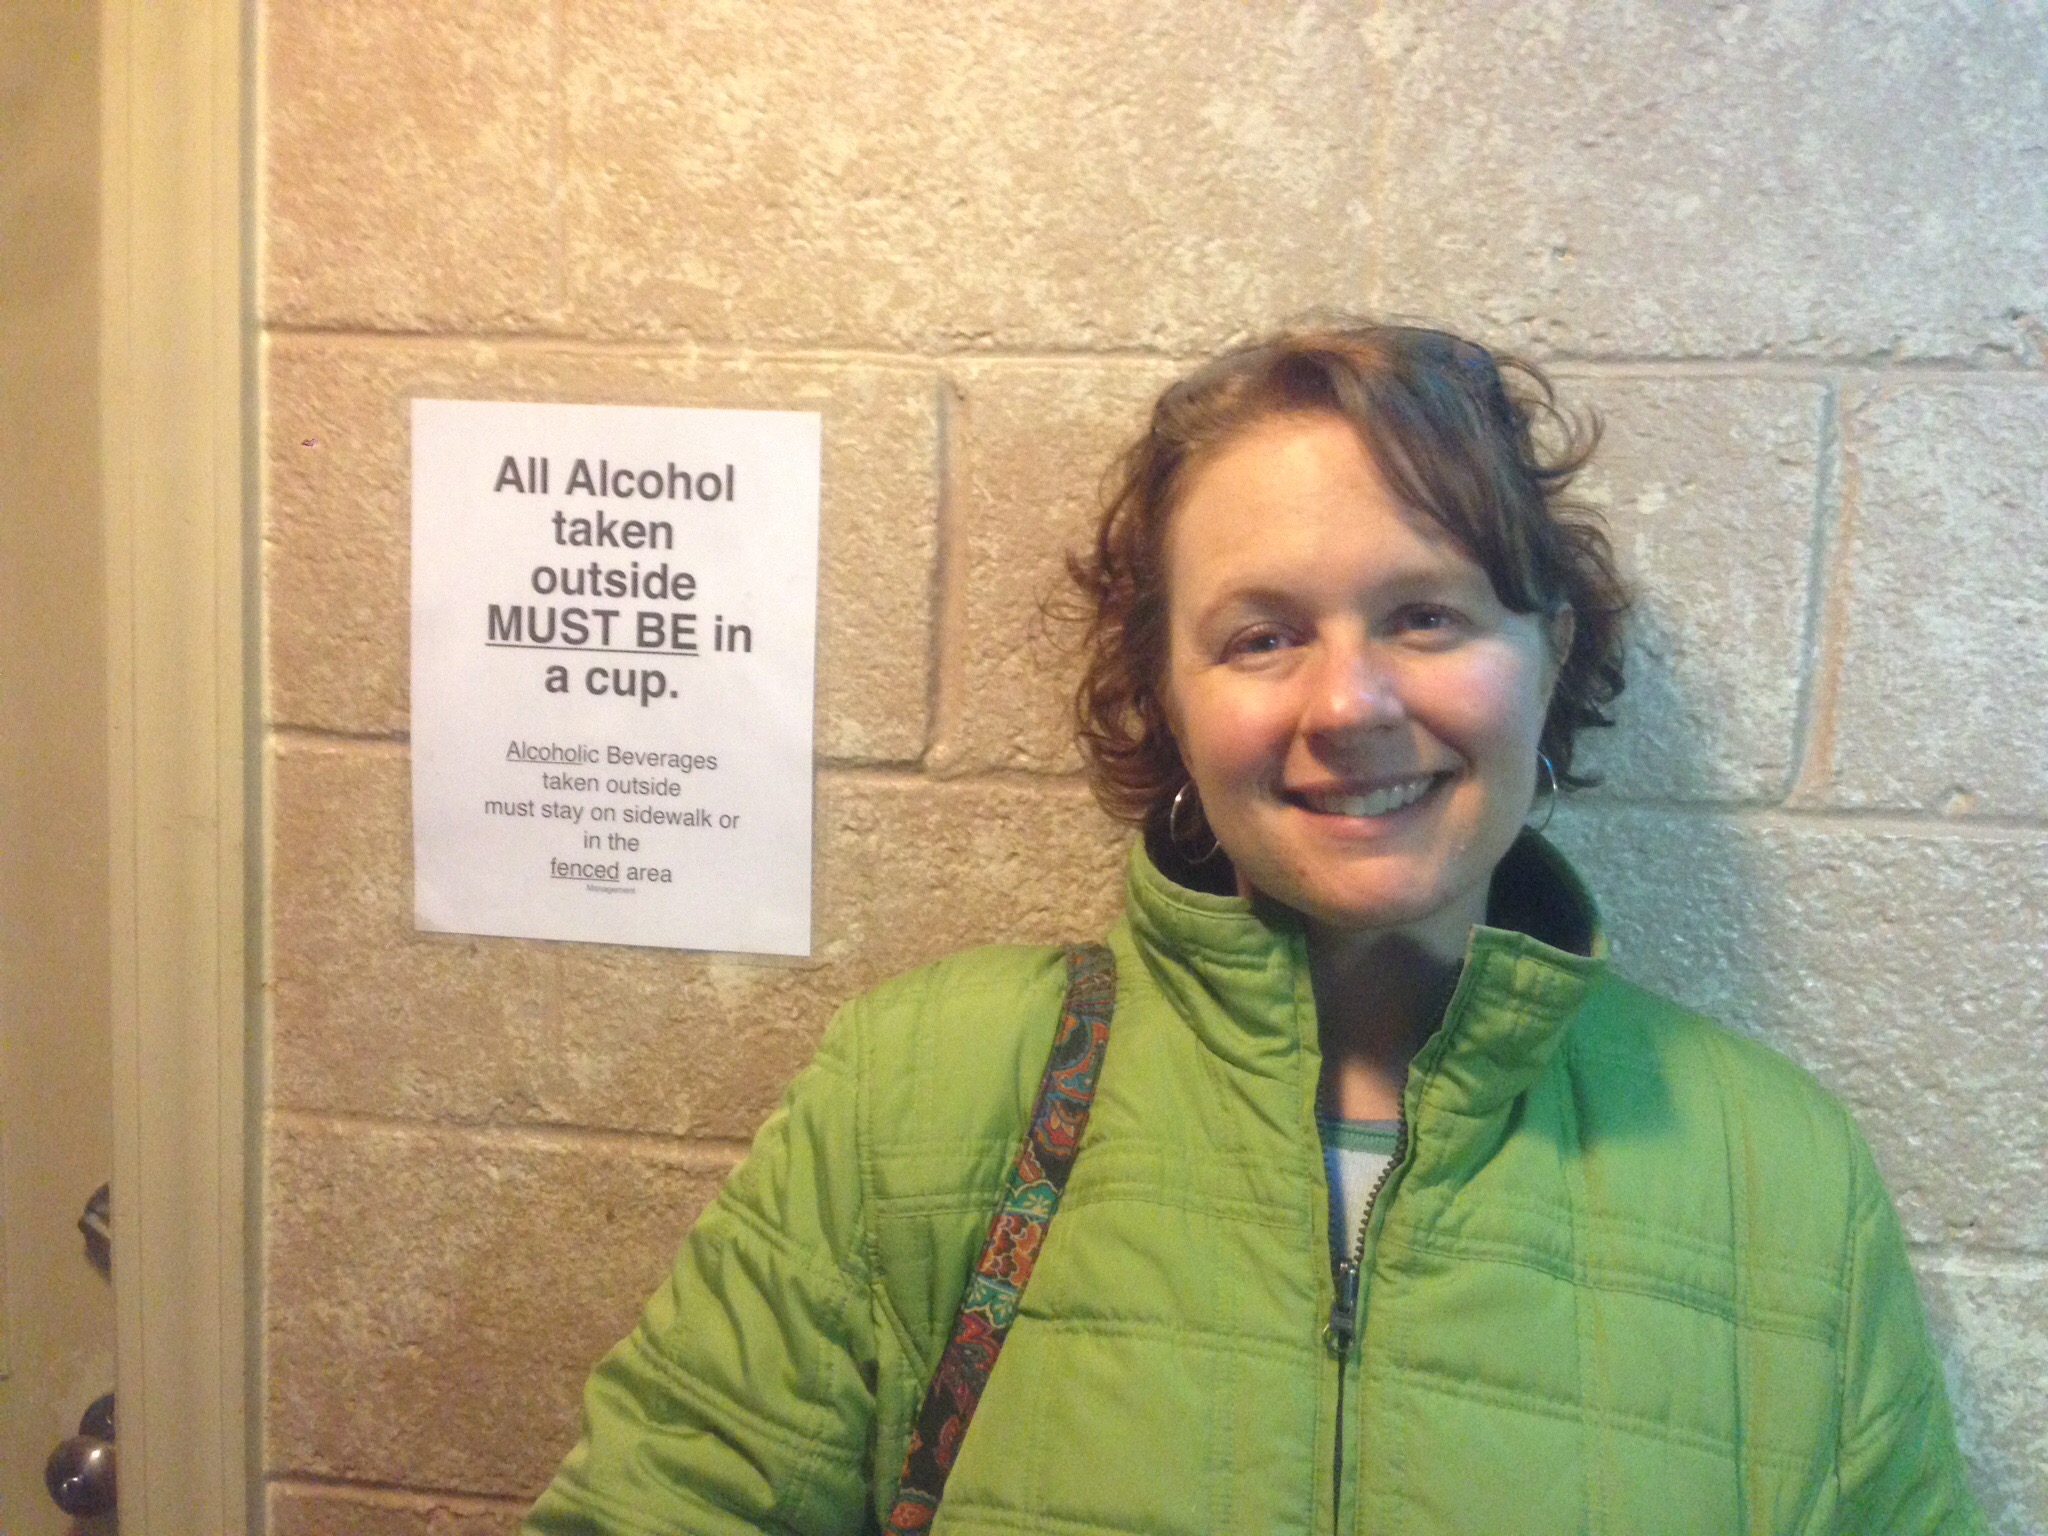 All Alcohol
taken
outside
MUST BE in
a cup.
Alcoholic Beverages
taken outside
must stay on sidewalk or
in the
fenced area
Management